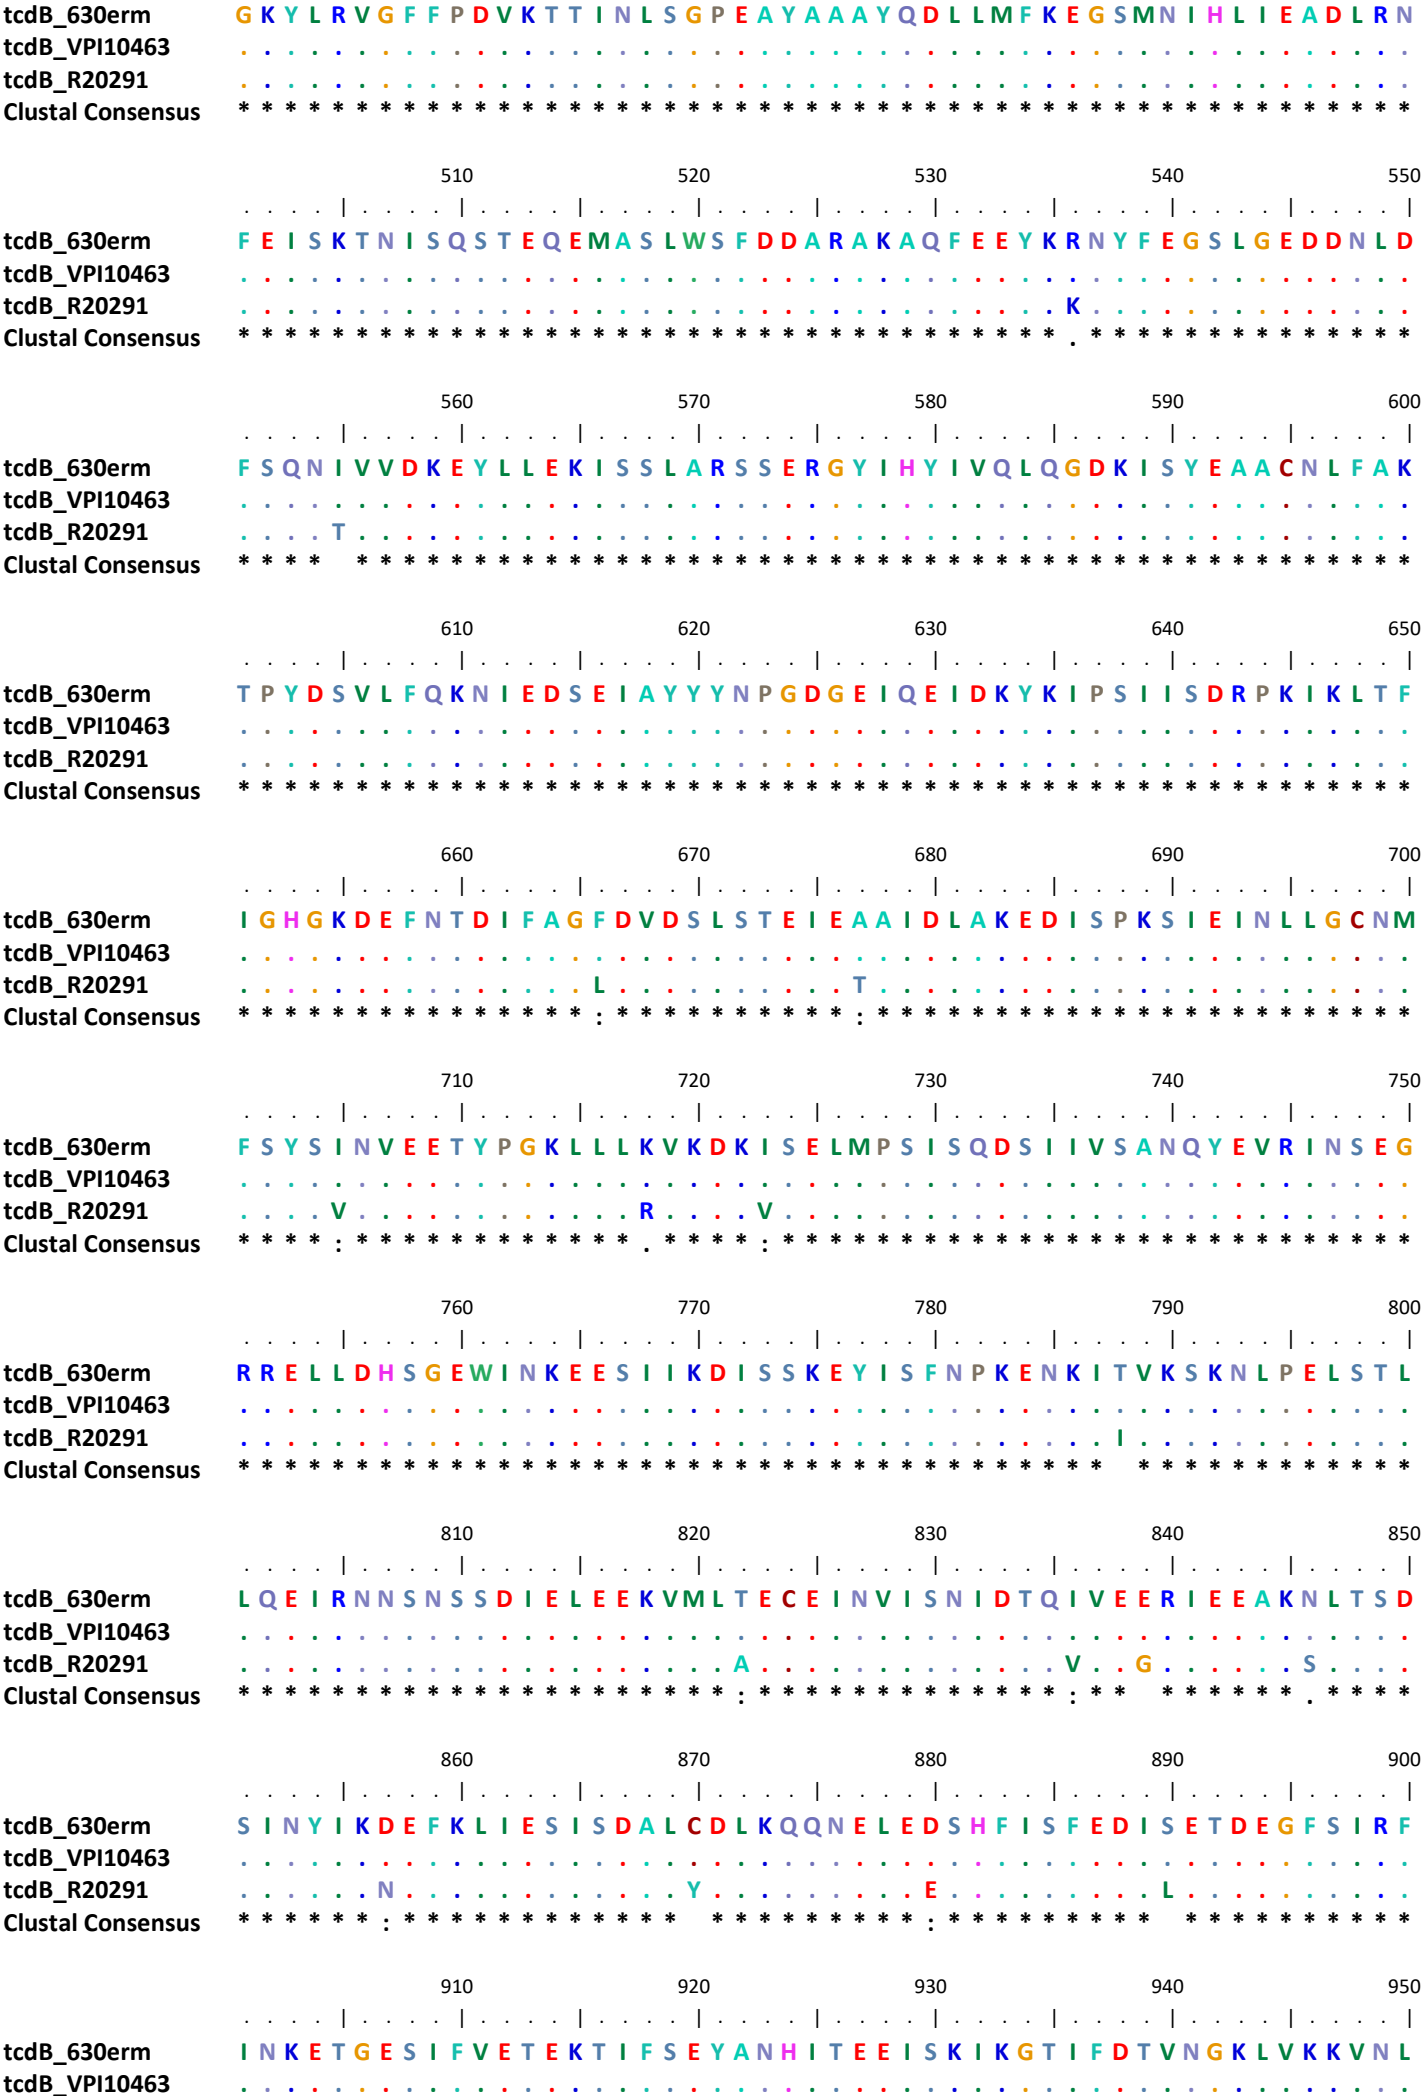 tcdB_630erm GKYLRVGFFPDVKTTINLSGPEAYAAAYQDLLMFKEGSMNIHLIEADLRN
tcdB_VPI10463 ..................................................
tcdB_R20291 ..................................................
Clustal Consensus **************************************************
510 520 530 540 550
....|....|....|....|....|....|....|....|....|....|
tcdB_630erm FEISKTNISQSTEQEMASLWSFDDARAKAQFEEYKRNYFEGSLGEDDNLD
tcdB_VPI10463 ..................................................
tcdB_R20291 ...................................K..............
Clustal Consensus ***********************************.**************
560 570 580 590 600
....|....|....|....|....|....|....|....|....|....|
tcdB_630erm FSQNIVVDKEYLLEKISSLARSSERGYIHYIVQLQGDKISYEAACNLFAK
tcdB_VPI10463 ..................................................
tcdB_R20291 ....T.............................................
Clustal Consensus **** *********************************************
610 620 630 640 650
....|....|....|....|....|....|....|....|....|....|
tcdB_630erm TPYDSVLFQKNIEDSEIAYYYNPGDGEIQEIDKYKIPSIISDRPKIKLTF
tcdB_VPI10463 ..................................................
tcdB_R20291 ..................................................
Clustal Consensus **************************************************
660 670 680 690 700
....|....|....|....|....|....|....|....|....|....|
tcdB_630erm IGHGKDEFNTDIFAGFDVDSLSTEIEAAIDLAKEDISPKSIEINLLGCNM
tcdB_VPI10463 ..................................................
tcdB_R20291 ...............L..........T.......................
Clustal Consensus ***************:**********:***********************
710 720 730 740 750
....|....|....|....|....|....|....|....|....|....|
tcdB_630erm FSYSINVEETYPGKLLLKVKDKISELMPSISQDSIIVSANQYEVRINSEG
tcdB_VPI10463 ..................................................
tcdB_R20291 ....V............R....V...........................
Clustal Consensus ****:************.****:***************************
760 770 780 790 800
....|....|....|....|....|....|....|....|....|....|
tcdB_630erm RRELLDHSGEWINKEESIIKDISSKEYISFNPKENKITVKSKNLPELSTL
tcdB_VPI10463 ..................................................
tcdB_R20291 .....................................I............
Clustal Consensus ************************************* ************
810 820 830 840 850
....|....|....|....|....|....|....|....|....|....|
tcdB_630erm LQEIRNNSNSSDIELEEKVMLTECEINVISNIDTQIVEERIEEAKNLTSD
tcdB_VPI10463 ..................................................
tcdB_R20291 .....................A.............V..G......S....
Clustal Consensus *********************:*************:** ******.****
860 870 880 890 900
....|....|....|....|....|....|....|....|....|....|
tcdB_630erm SINYIKDEFKLIESISDALCDLKQQNELEDSHFISFEDISETDEGFSIRF
tcdB_VPI10463 ..................................................
tcdB_R20291 ......N............Y.........E.........L..........
Clustal Consensus ******:************ *********:********* **********
910 920 930 940 950
....|....|....|....|....|....|....|....|....|....|
tcdB_630erm INKETGESIFVETEKTIFSEYANHITEEISKIKGTIFDTVNGKLVKKVNL
tcdB_VPI10463 ..................................................